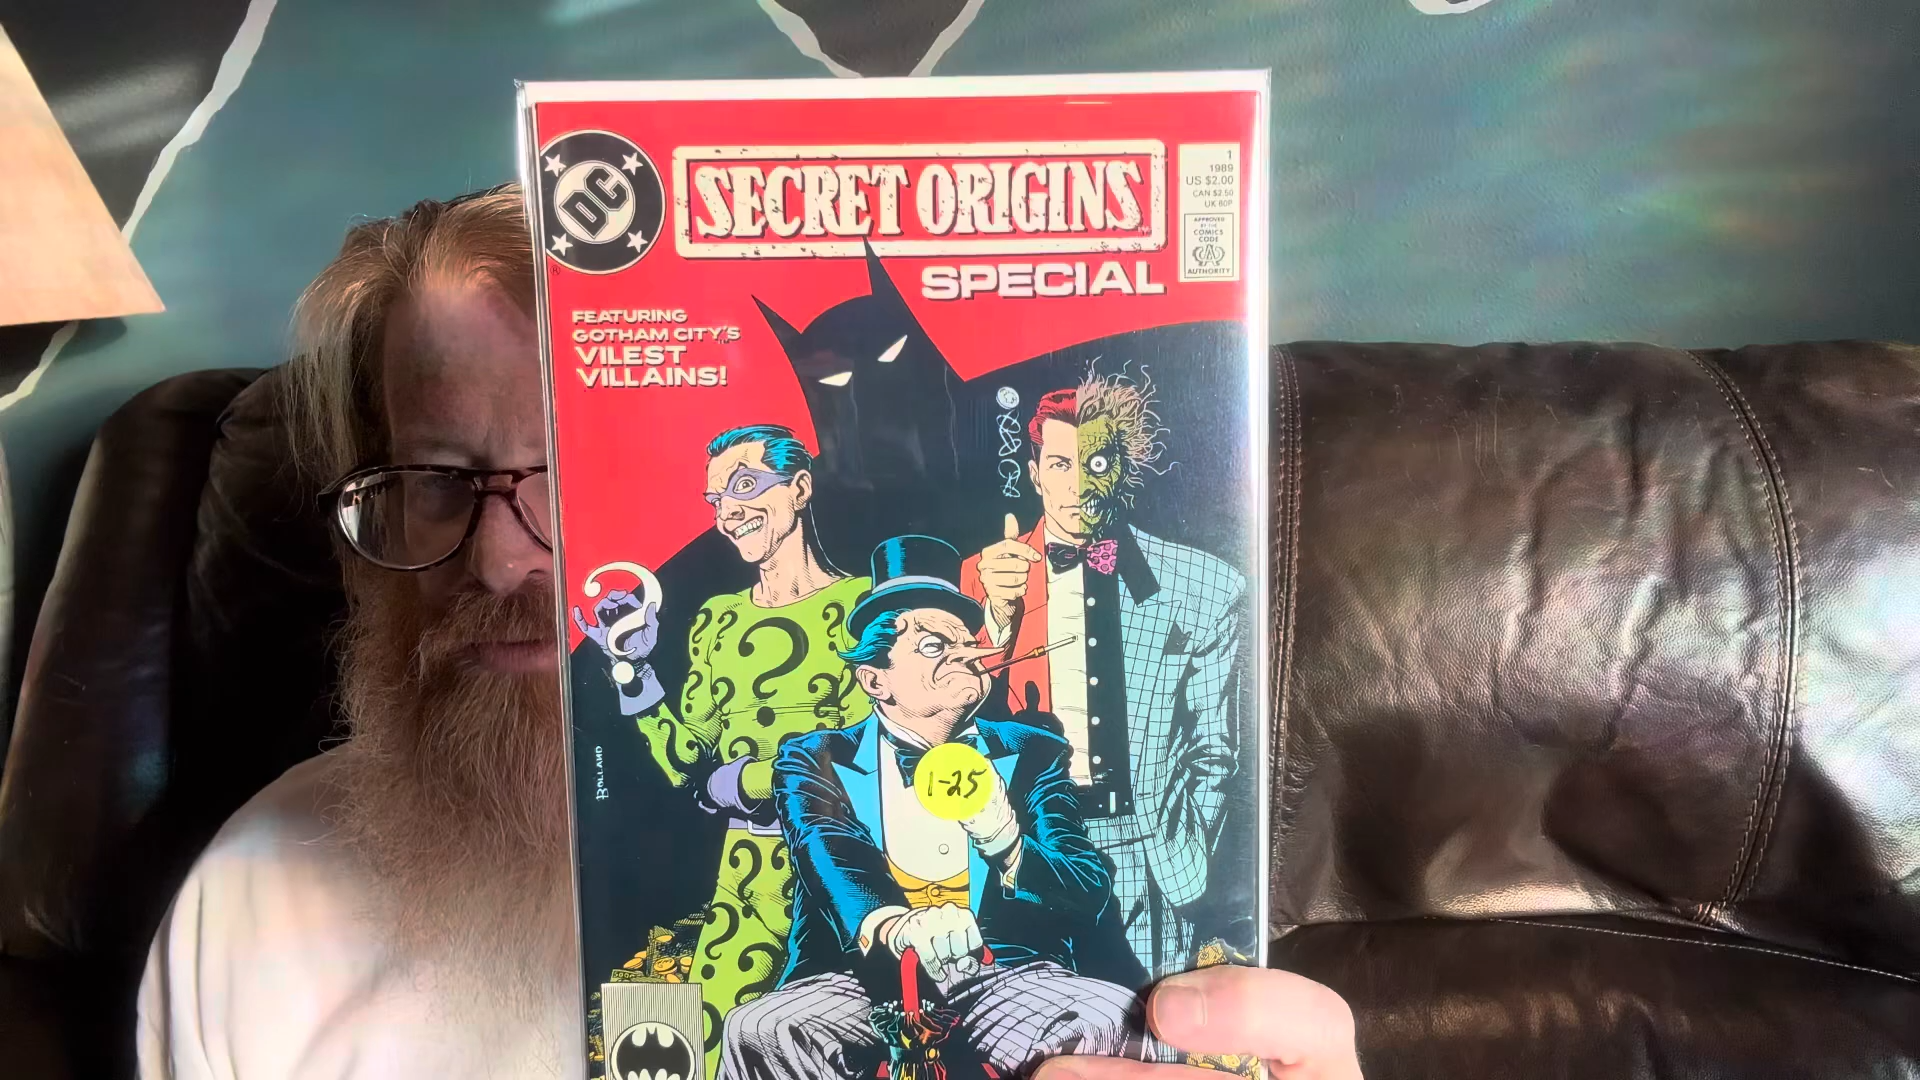 DC
SECRET ORIGINS
SPECIAL
1
1989
US $2.00
CAN $2.50
UK 80P
APPROVED
BY THE
COMICS
CODE
AUTHORITY
FEATURING
GOTHAM CITY'S
VILEST
VILLAINS!
BOLLAND
1-25